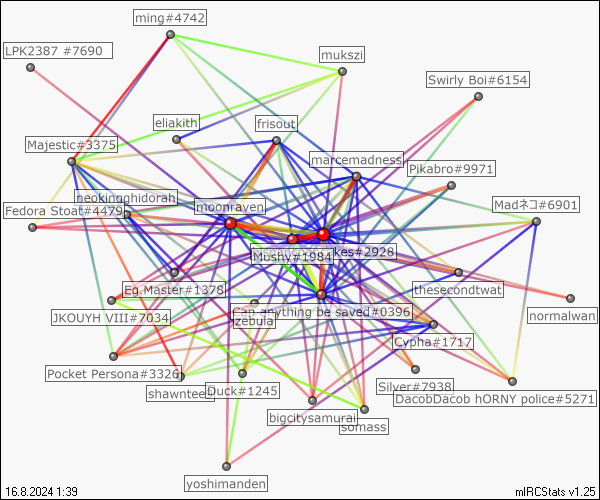 ming#4742
LPK2387 #7690
mukszi
Swirly Boi#6154
eliakith
frisout
Majestic#3375
marcemadness
Pikabro#9971
neokingghidorah
moonraven
Fedora Stoat#4479
Madネコ#6901
kes#2928
Mushy#1984
Eg.Master#1378
thesecondtwat
Can anything be saved#0396
JKOUYH VIII#7034
zebula
normalwan
Cypha#1717
Pocket Persona#3326
Silver#7938
shawnteed
Duck#1245
DacobDacob hORNY police#5271
bigcitysamurai
somass
yoshimanden
16.8.2024 1:39
mIRCStats v1.25